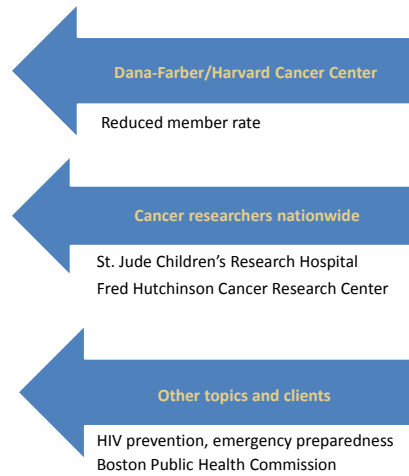 Dana-Farber/Harvard Cancer Center
Reduced member rate
Cancer researchers nationwide
St. Jude Children’s Research Hospital
Fred Hutchinson Cancer Research Center
Other topics and clients
HIV prevention, emergency preparedness
Boston Public Health Commission